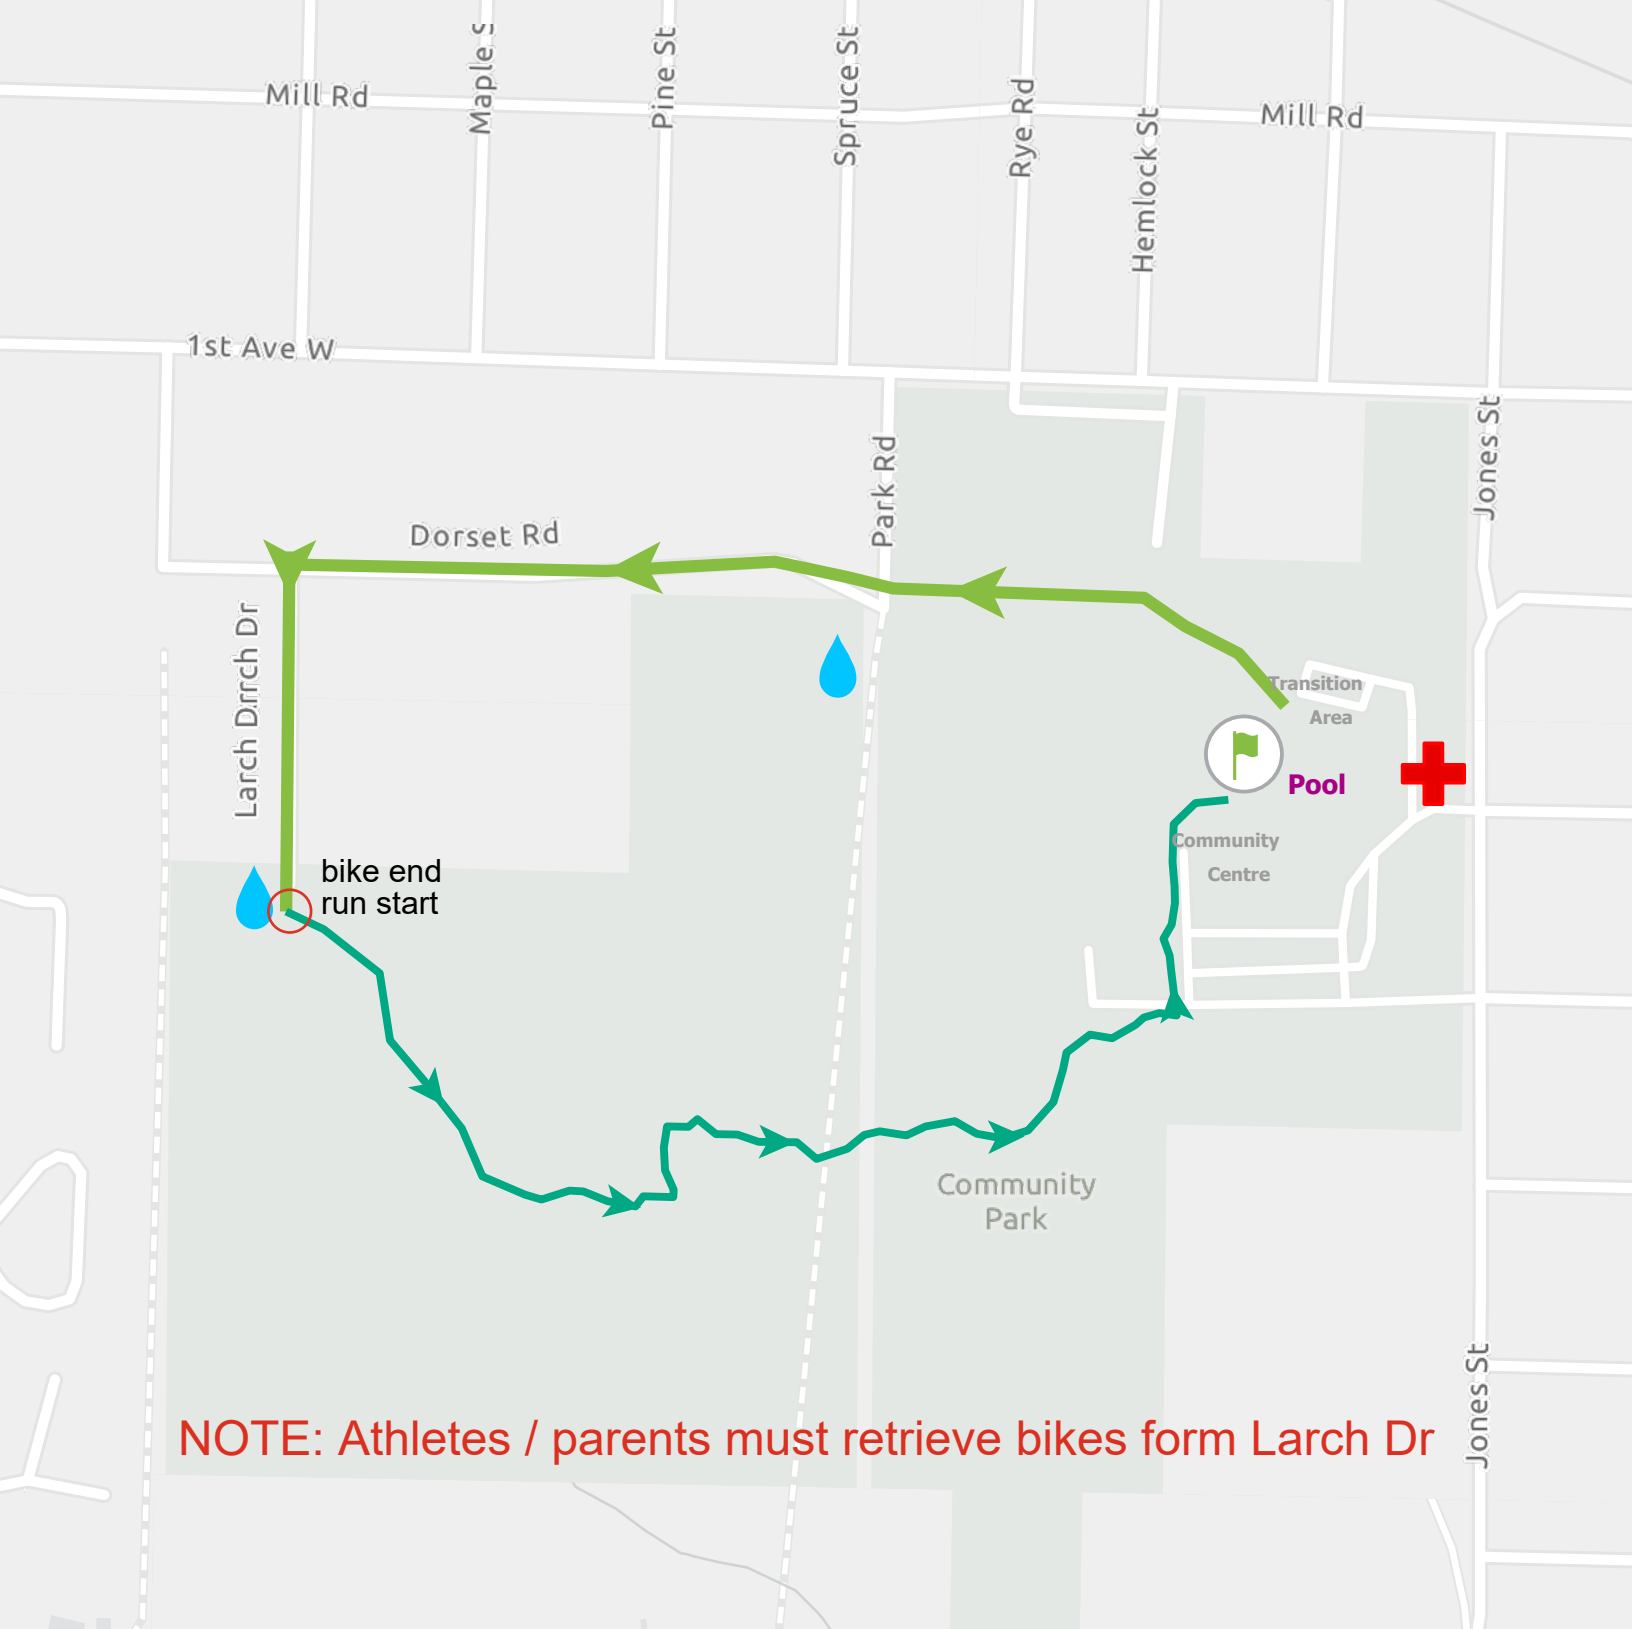 Maple S
Pine St
Spruce St
Rye Rd
Hemlock St
Mill Rd
Mill Rd
1st Ave W
Jones St
Park Rd
Dorset Rd
Larch Drrch Dr
Transition
Area
Pool
Community
Centre
bike end
run start
Community
Park
Jones St
NOTE: Athletes / parents must retrieve bikes form Larch Dr